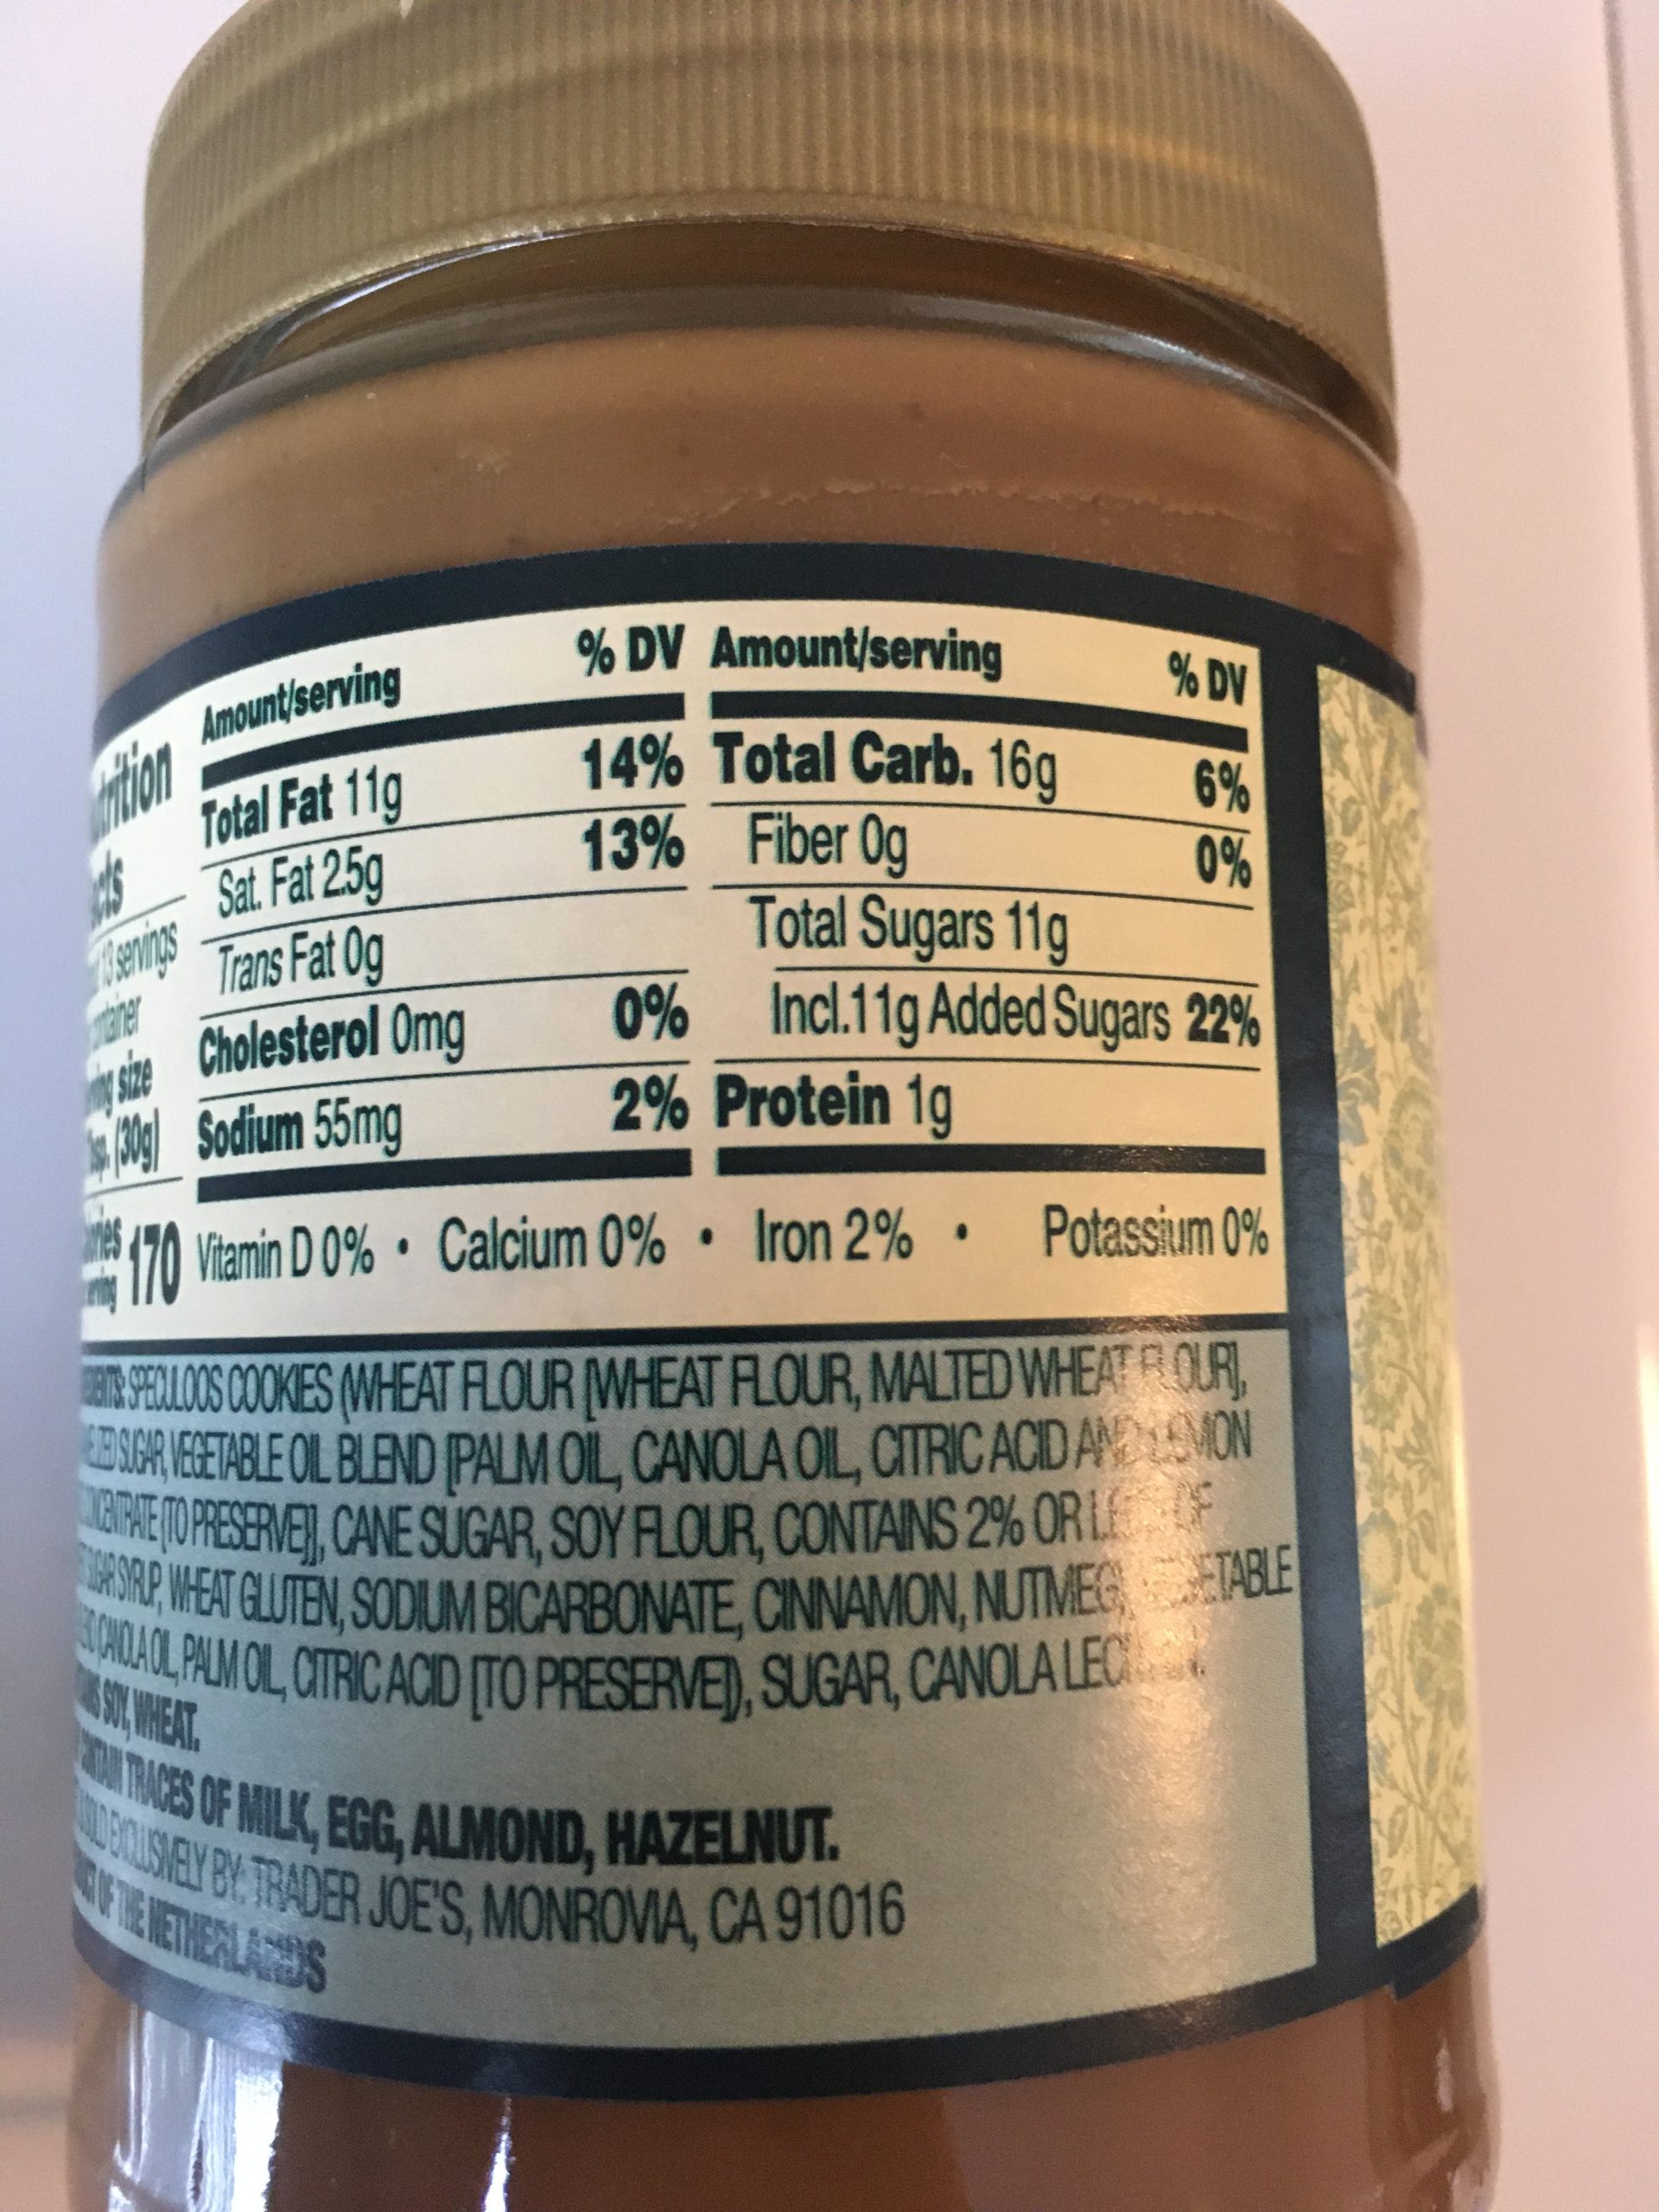 Amount/serving % DV Amount/serving % DV
Total Fat 11g 14% Total Carb. 16g 6%
Sat. Fat 2.5g 13% Fiber 0g 0%
Trans Fat 0g Total Sugars 11g
Cholesterol 0mg 0% Incl.11g Added Sugars 22%
Sodium 55mg 2% Protein 1g
13 servings
size
(30g)
170
Vitamin D 0% • Calcium 0% • Iron 2% • Potassium 0%
SPECULOOS COOKIES (WHEAT FLOUR [WHEAT FLOUR, MALTED WHEAT FLOUR],
SUGAR, VEGETABLE OIL BLEND [PALM OIL, CANOLA OIL, CITRIC ACID AND LEMON
[TO PRESERVE]], CANE SUGAR, SOY FLOUR, CONTAINS 2% OR OF
SUGAR SYRUP, WHEAT GLUTEN, SODIUM BICARBONATE, CINNAMON, NUTMEG
(CANOLA OIL, PALM OIL, CITRIC ACID [TO PRESERVE]), SUGAR, CANOLA
SOY, WHEAT.
CONTAIN TRACES OF MILK, EGG, ALMOND, HAZELNUT.
SOLD EXCLUSIVELY BY: TRADER JOE'S, MONROVIA, CA 91016
OF THE NETHERLANDS